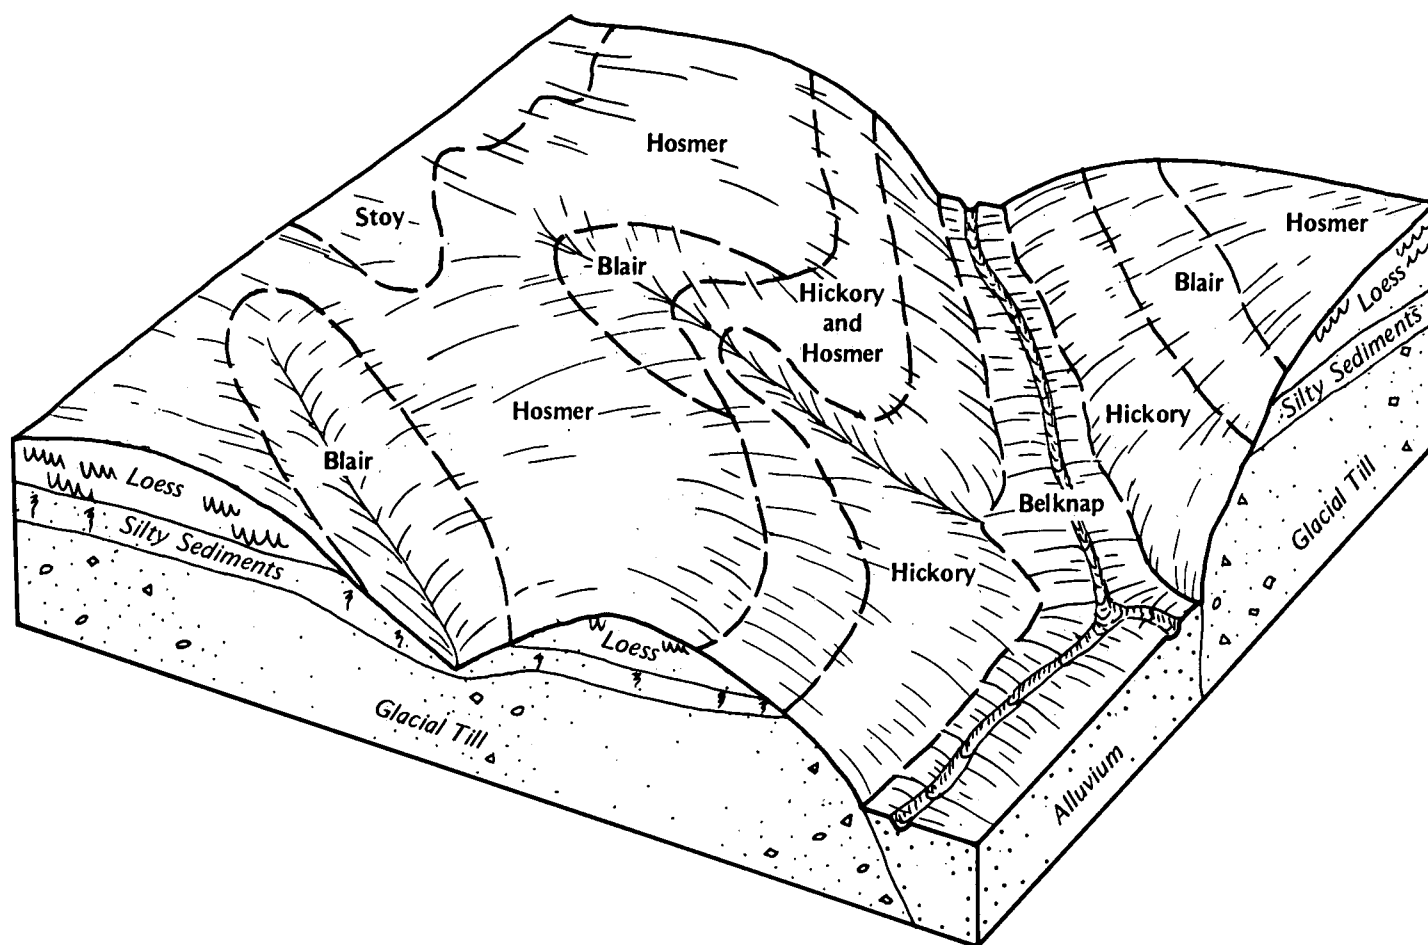 Hosmer
Stoy
Blair
Hickory
and
Hosmer
Hosmer
Blair
Loess
Silty Sediments
Hosmer
Hickory
Blair
Loess
Silty Sediments
Belknap
Glacial Till
Hickory
Loess
Glacial Till
Alluvium